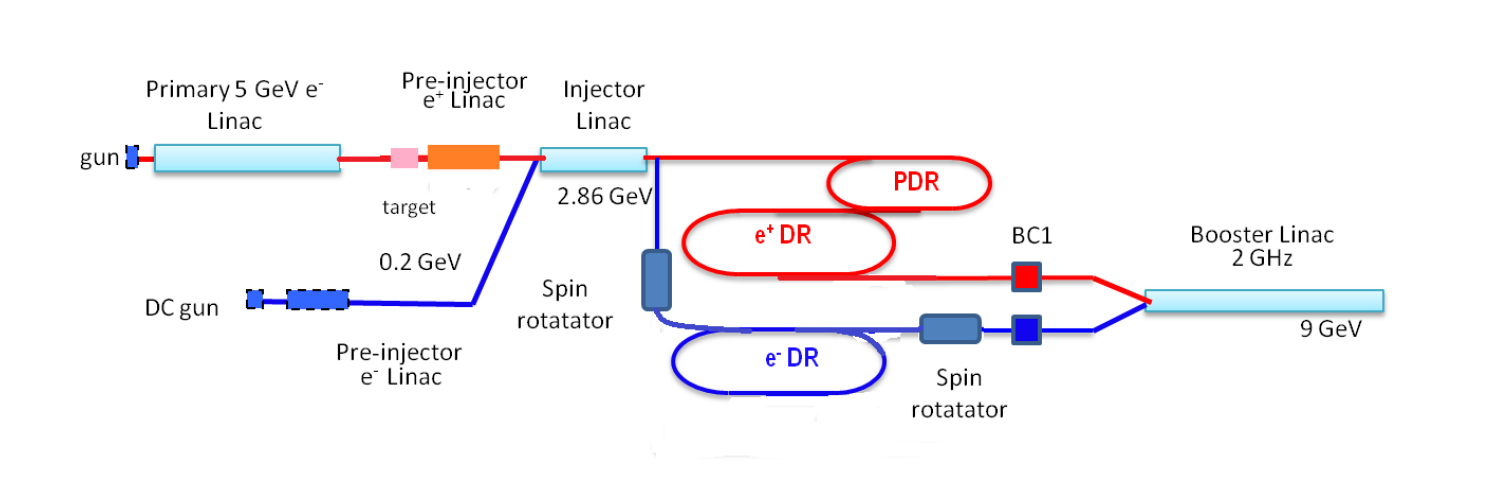 Primary 5 GeV e-
Linac
Pre-injector
e+ Linac
Injector
Linac
gun
target
2.86 GeV
PDR
e+ DR
BC1
Booster Linac
2 GHz
0.2 GeV
DC gun
Spin
rotatator
9 GeV
Pre-injector
e- Linac
e- DR
Spin
rotatator